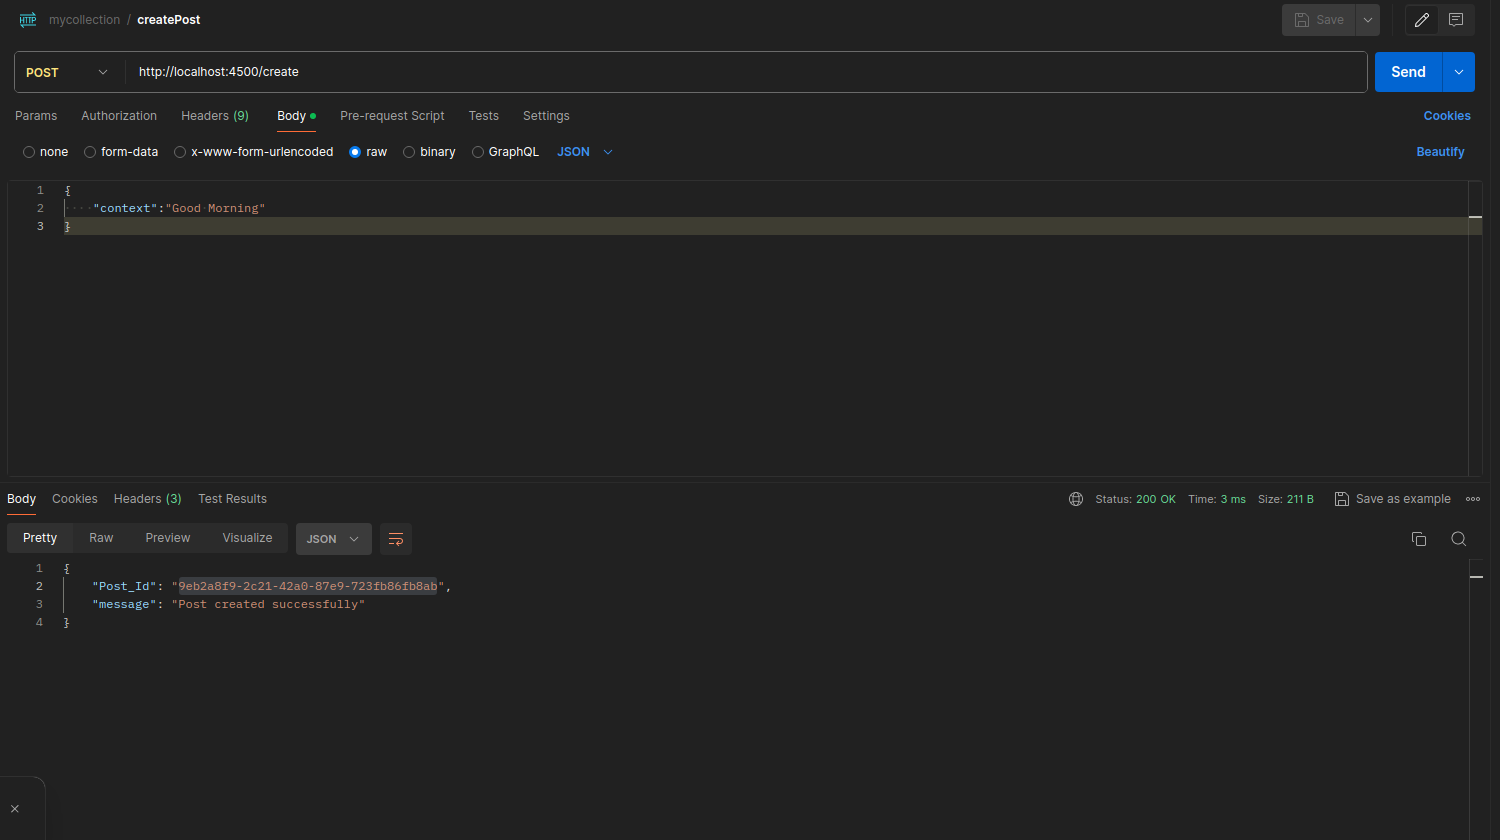 HTTP mycollection / createPost Save
POST http://localhost:4500/create Send
Params Authorization Headers (9) Body Pre-request Script Tests Settings Cookies
none form-data x-www-form-urlencoded raw binary GraphQL JSON Beautify
1 {
2 ····"context":"Good·Morning"
3 }
Body Cookies Headers (3) Test Results Status: 200 OK Time: 3 ms Size: 211 B Save as example
Pretty Raw Preview Visualize JSON
1 {
2 "Post_Id": "9eb2a8f9-2c21-42a0-87e9-723fb86fb8ab",
3 "message": "Post created successfully"
4 }